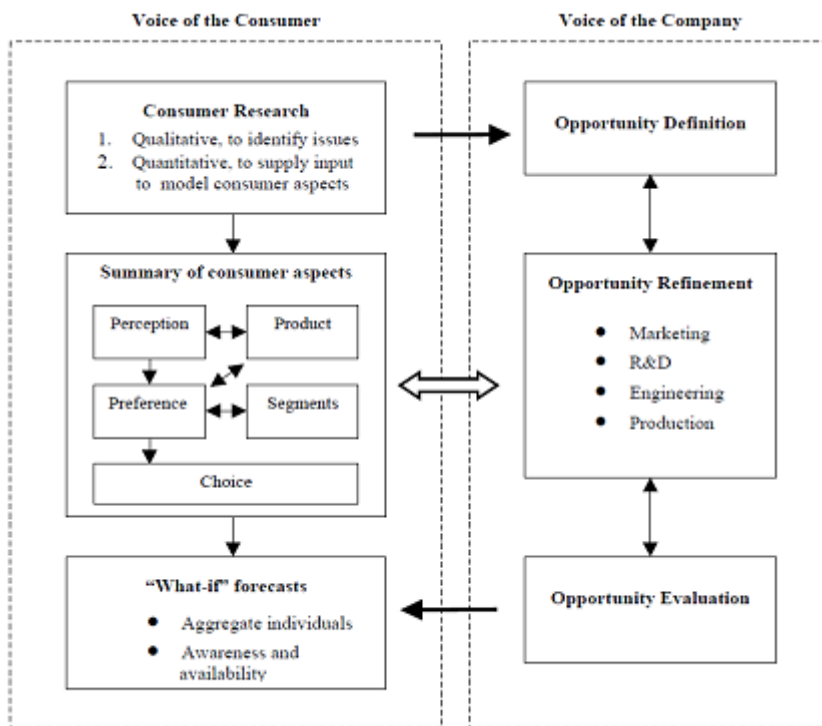 Voice of the Consumer
Voice of the Company
Consumer Research
1. Qualitative, to identify issues
2. Quantitative, to supply input
to model consumer aspects
Opportunity Definition
Summary of consumer aspects
Perception
Product
Preference
Segments
Choice
Opportunity Refinement
● Marketing
● R&D
● Engineering
● Production
“What-if” forecasts
● Aggregate individuals
● Awareness and
availability
Opportunity Evaluation